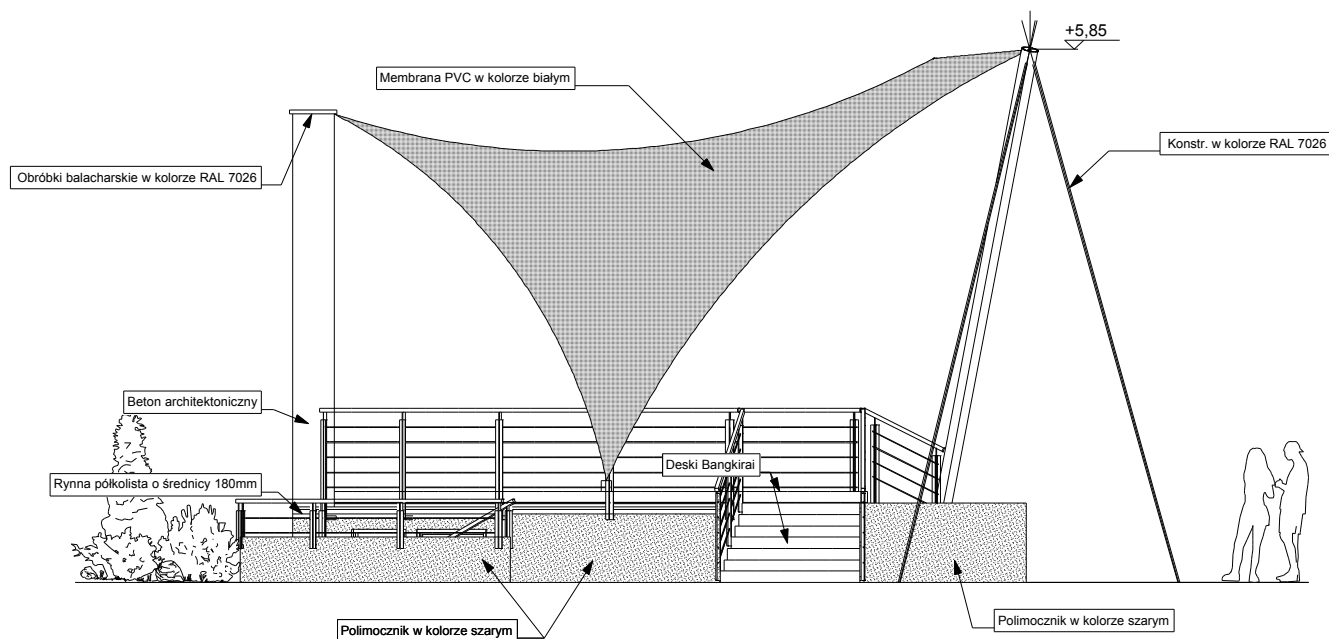 +5,85
Membrana PVC w kolorze białym
Konstr. w kolorze RAL 7026
Obróbki balacharskie w kolorze RAL 7026
Beton architektoniczny
Deski Bangkirai
Rynna półkolista o średnicy 180mm
Polimocznik w kolorze szarym
Polimocznik w kolorze szarym